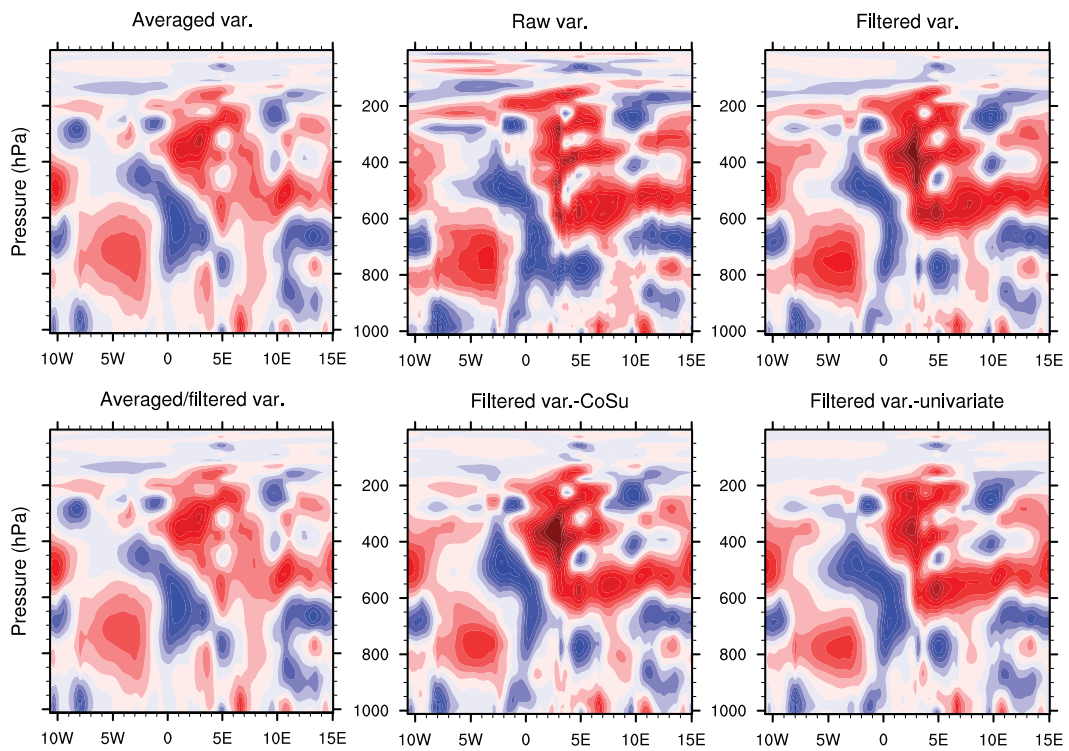 Averaged var.
Raw var.
Filtered var.
Pressure (hPa)
200
400
600
800
1000
200
400
600
800
1000
10W 5W 0 5E 10E 15E
10W 5W 0 5E 10E 15E
10W 5W 0 5E 10E 15E
Averaged/filtered var.
Filtered var.-CoSu
Filtered var.-univariate
Pressure (hPa)
200
400
600
800
1000
200
400
600
800
1000
10W 5W 0 5E 10E 15E
10W 5W 0 5E 10E 15E
10W 5W 0 5E 10E 15E